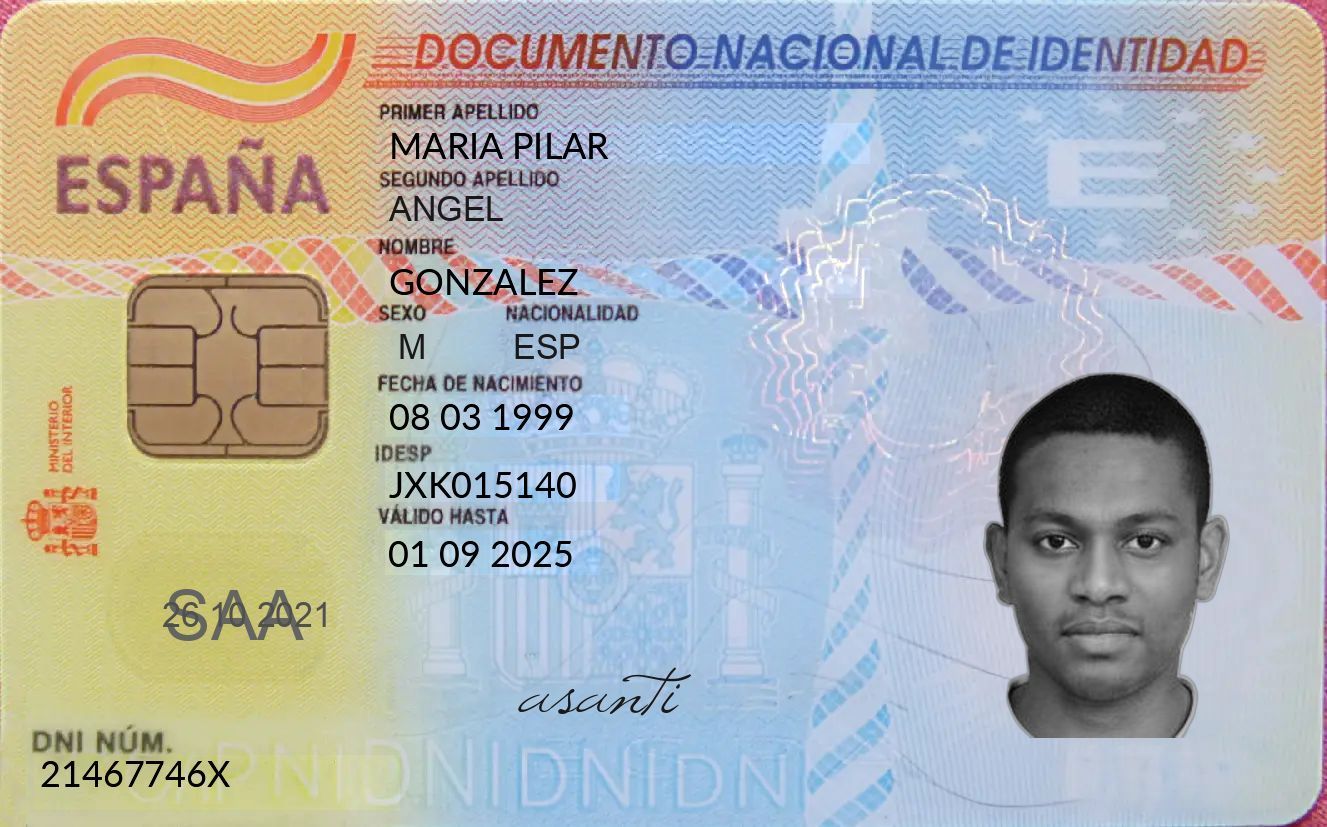 DOCUMENTO NACIONAL DE IDENTIDAD
ESPAÑA
PRIMER APELLIDO
MARIA PILAR
SEGUNDO APELLIDO
ANGEL
NOMBRE
GONZALEZ
SEXO NACIONALIDAD
M ESP
FECHA DE NACIMIENTO
08 03 1999
IDESP
JXK015140
VÁLIDO HASTA
01 09 2025
MINISTERIO
DEL INTERIOR
E
26 10 2021
SAA
asanti
DNI NÚM.
21467746X
DNIDNIDNIDNI